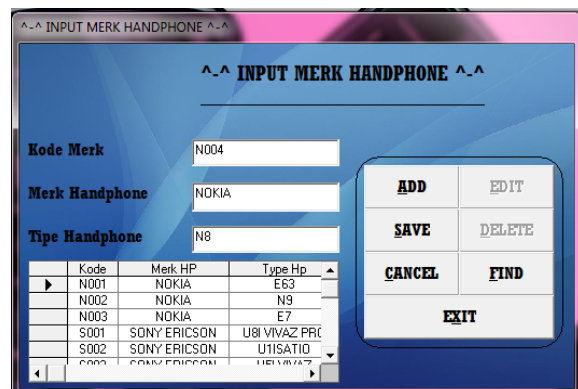 ^-^ INPUT MERK HANDPHONE ^-^
^-^ INPUT MERK HANDPHONE ^-^
Kode Merk N004
Merk Handphone NOKIA
Tipe Handphone N8
ADD EDIT
SAVE DELETE
CANCEL FIND
EXIT
Kode Merk HP Type Hp
N001 NOKIA E63
N002 NOKIA N9
N003 NOKIA E7
S001 SONY ERICSON U8I VIVAZ PRO
S002 SONY ERICSON U1ISATIO